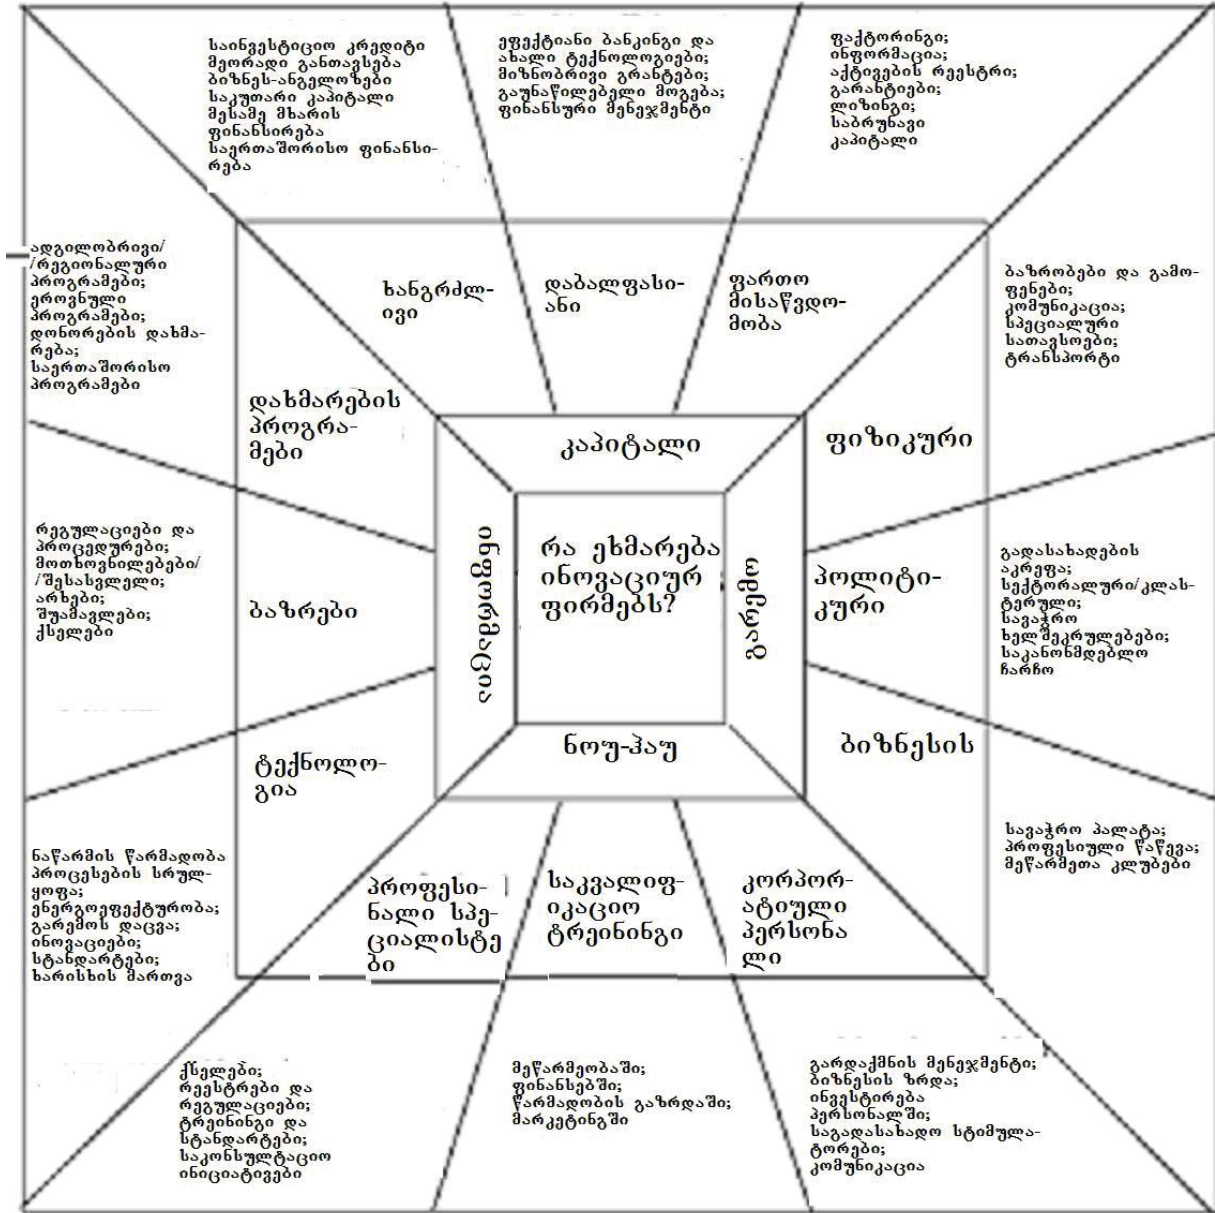 საინვესტიციო კრედიტი
მეორადი განთავსება
ბიზნეს-ანგელოზები
საკუთარი კაპიტალი
მესამე მხარის
ფინანსირება
საერთაშორისო ფინანსი-
რება
ეფექტიანი ბანკინგი და
ახალი ტექნოლოგიები;
მიზნობრივი გრანტები;
გაუნაწილებელი მოგება;
ფინანსური მენეჯმენტი
ფაქტორინგი;
ინფორმაცია;
აქტივების რეესტრი;
გარანტიები;
ლიზინგი;
საბრუნავი
კაპიტალი
ადგილობრივი/
/რეგიონალური
პროგრამები;
ეროვნული
პროგრამები;
დონორების დახმა-
რება;
საერთაშორისო
პროგრამები
ხანგრძლ-
ივი
დაბალფასი-
ანი
ფართო
მისაწვდო-
მობა
ბაზრობები და გამო-
ფენები;
კომუნიკაცია;
სპეციალური
სათავსოები;
ტრანსპორტი
დახმარების
პროგრა-
მები
კაპიტალი
ფიზიკური
რეგულაციები და
პროცედურები;
მოთხოვნილებები/
/შესასვლელი;
არხები;
შუამავლები;
ქსელები
ბაზრები
ინფორმაცია
რა ეხმარება
ინოვაციურ
ფირმებს?
გარემო
პოლიტი-
კური
გადასახადების
აკრეფა;
სექტორალური/კლას-
ტერული;
სავაჭრო
ხელშეკრულებები;
საკანონმდებლო
ჩარჩო
ტექნოლო-
გია
ნოუ-ჰაუ
ბიზნესის
ნაწარმის წარმადობა
პროცესების სრულ-
ყოფა;
ენერგოეფექტურობა;
გარემოს დაცვა;
ინოვაციები;
სტანდარტები;
ხარისხის მართვა
პროფესი-
ნალი სპე-
ციალისტე
ბი
საკვალიფ-
იკაციო
ტრეინინგი
კორპორ-
ატიული
პერსონა
ლი
სავაჭრო პალატა;
პროფესიული წაწევა;
მეწარმეთა კლუბები
ქსელები;
რეესტრები და
რეგულაციები;
ტრეინინგი და
სტანდარტები;
საკონსულტაციო
ინიციატივები
მეწარმეობაში;
ფინანსებში;
წარმადობის გაზრდაში;
მარკეტინგში
გარდაქმნის მენეჯმენტი;
ბიზნესის ზრდა;
ინვესტირება
პერსონალში;
საგადასახადო სტიმულა-
ტორები;
კომუნიკაცია